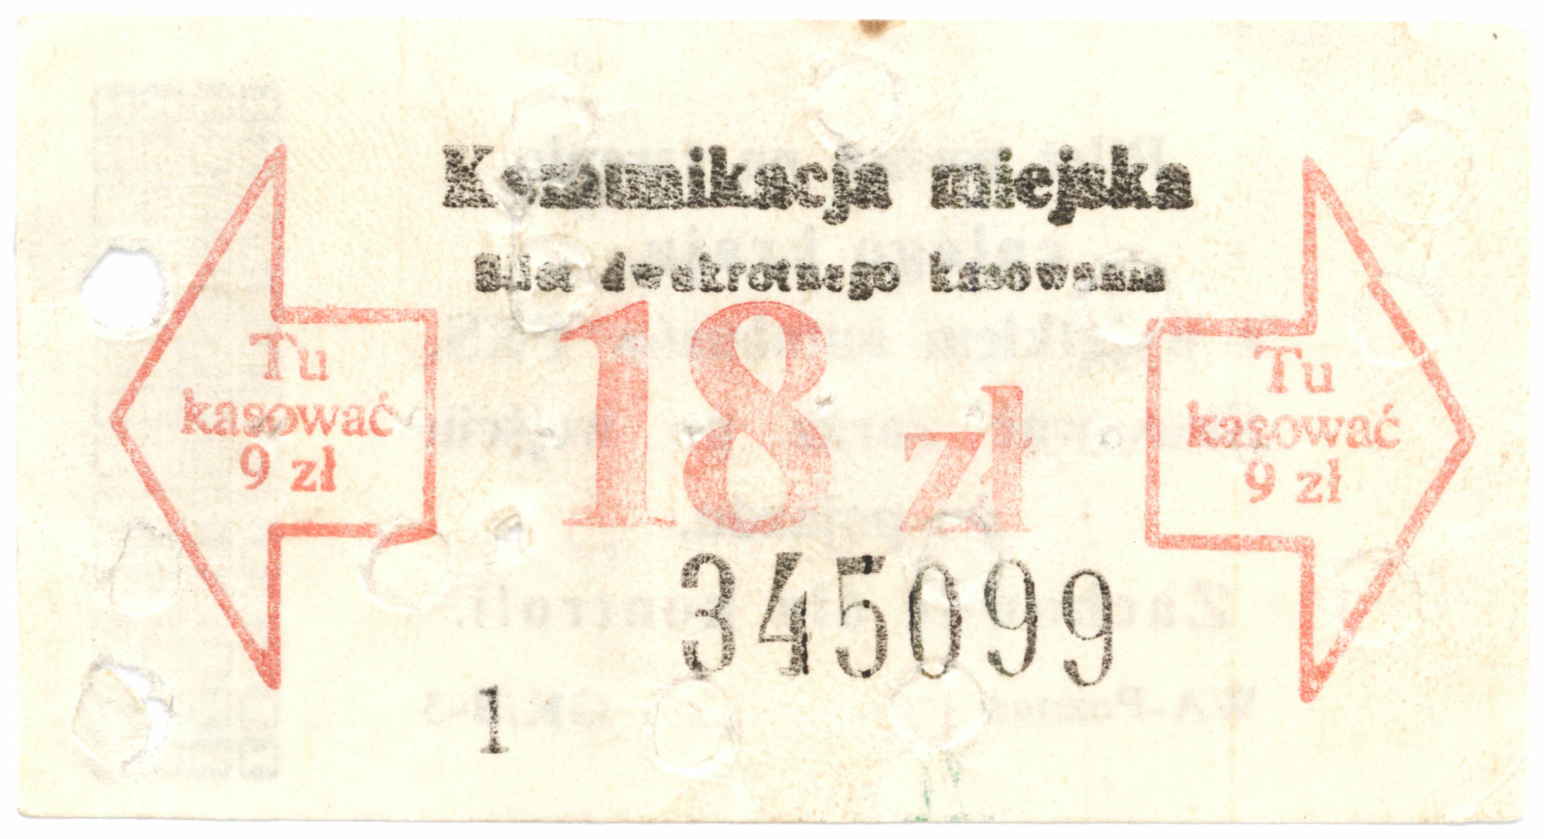 Komunikacja miejska
Bilet dwukrotnego kasowania
Tu
kasować
9 zł
18 zł
Tu
kasować
9 zł
345099
1